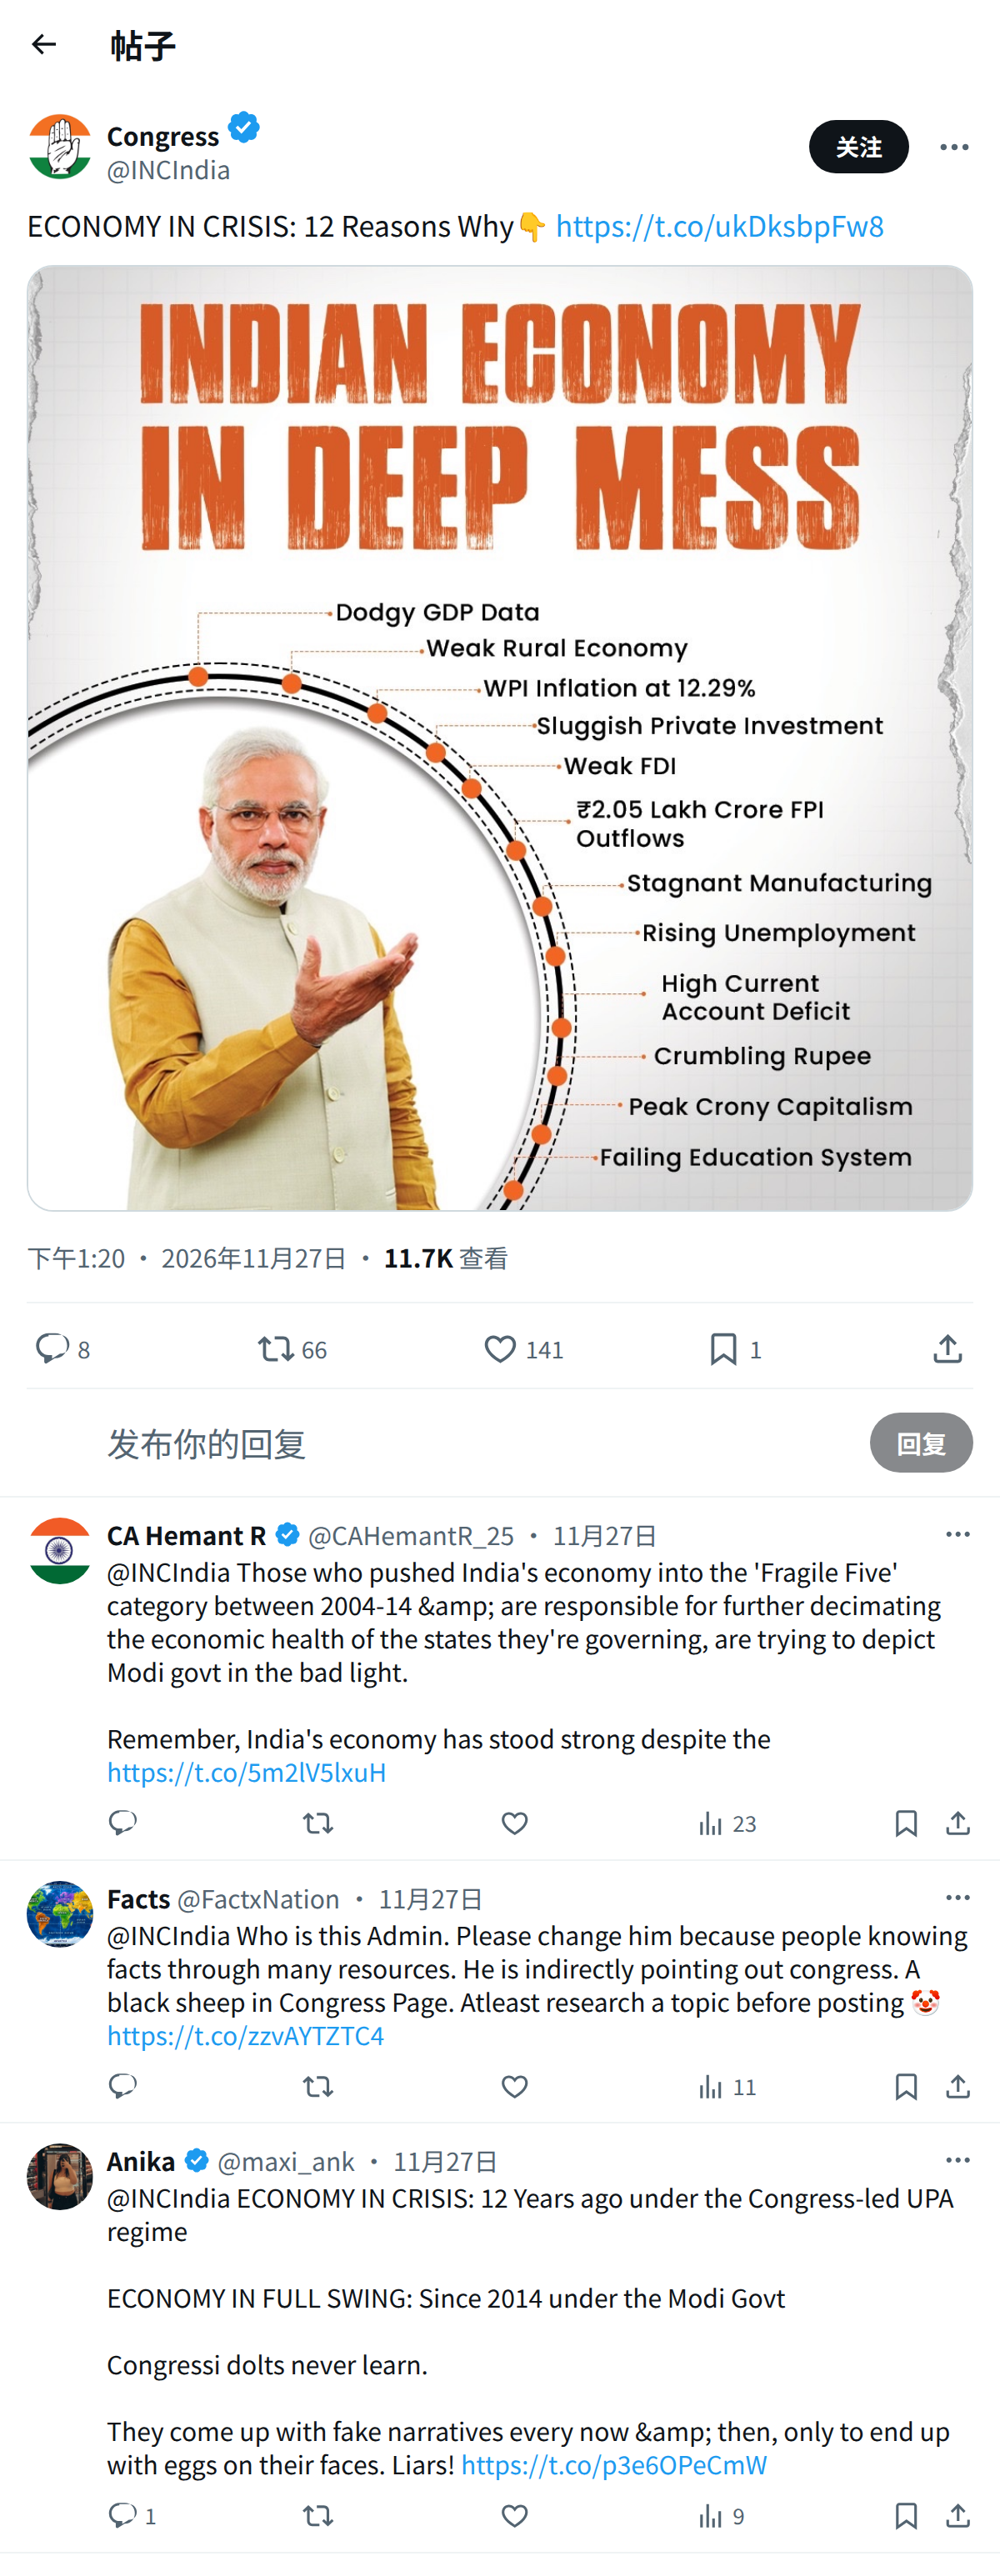 帖子
Congress
@INCIndia
关注
ECONOMY IN CRISIS: 12 Reasons Why👇 https://t.co/ukDksbpFw8
INDIAN ECONOMY
IN DEEP MESS
Dodgy GDP Data
Weak Rural Economy
WPI Inflation at 12.29%
Sluggish Private Investment
Weak FDI
₹2.05 Lakh Crore FPI
Outflows
Stagnant Manufacturing
Rising Unemployment
High Current
Account Deficit
Crumbling Rupee
Peak Crony Capitalism
Failing Education System
下午1:20 · 2026年11月27日 · 11.7K 查看
8 66 141 1
发布你的回复
回复
CA Hemant R @CAHemantR_25 · 11月27日
@INCIndia Those who pushed India's economy into the 'Fragile Five'
category between 2004-14 &amp; are responsible for further decimating
the economic health of the states they're governing, are trying to depict
Modi govt in the bad light.
Remember, India's economy has stood strong despite the
https://t.co/5m2lV5lxuH
23
Facts @FactxNation · 11月27日
@INCIndia Who is this Admin. Please change him because people knowing
facts through many resources. He is indirectly pointing out congress. A
black sheep in Congress Page. Atleast research a topic before posting 🤡
https://t.co/zzvAYTZTC4
11
Anika @maxi_ank · 11月27日
@INCIndia ECONOMY IN CRISIS: 12 Years ago under the Congress-led UPA
regime
ECONOMY IN FULL SWING: Since 2014 under the Modi Govt
Congressi dolts never learn.
They come up with fake narratives every now &amp; then, only to end up
with eggs on their faces. Liars! https://t.co/p3e6OPeCmW
1 9